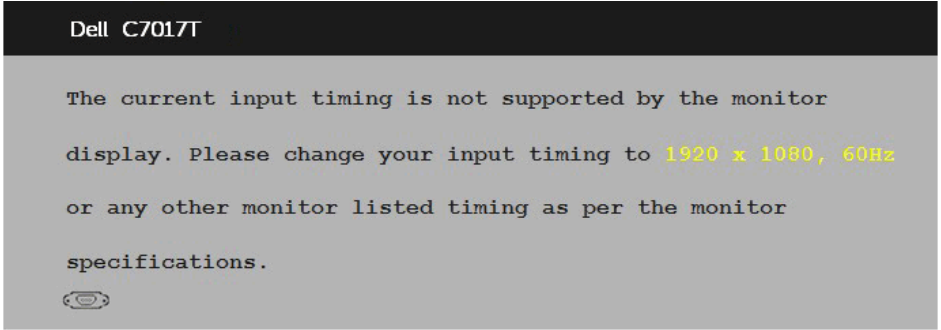 Dell C7017T
The current input timing is not supported by the monitor
display. Please change your input timing to 1920 x 1080, 60Hz
or any other monitor listed timing as per the monitor
specifications.